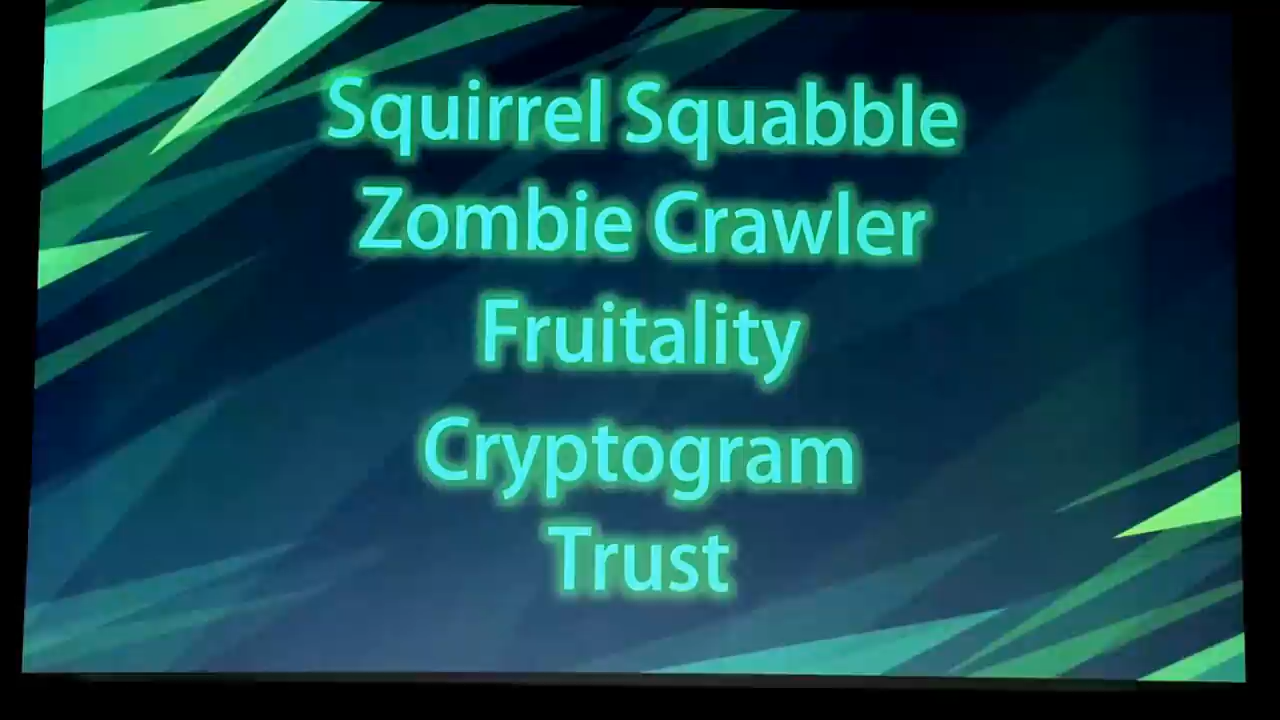 Squirrel Squabble
Zombie Crawler
Fruitality
Cryptogram
Trust